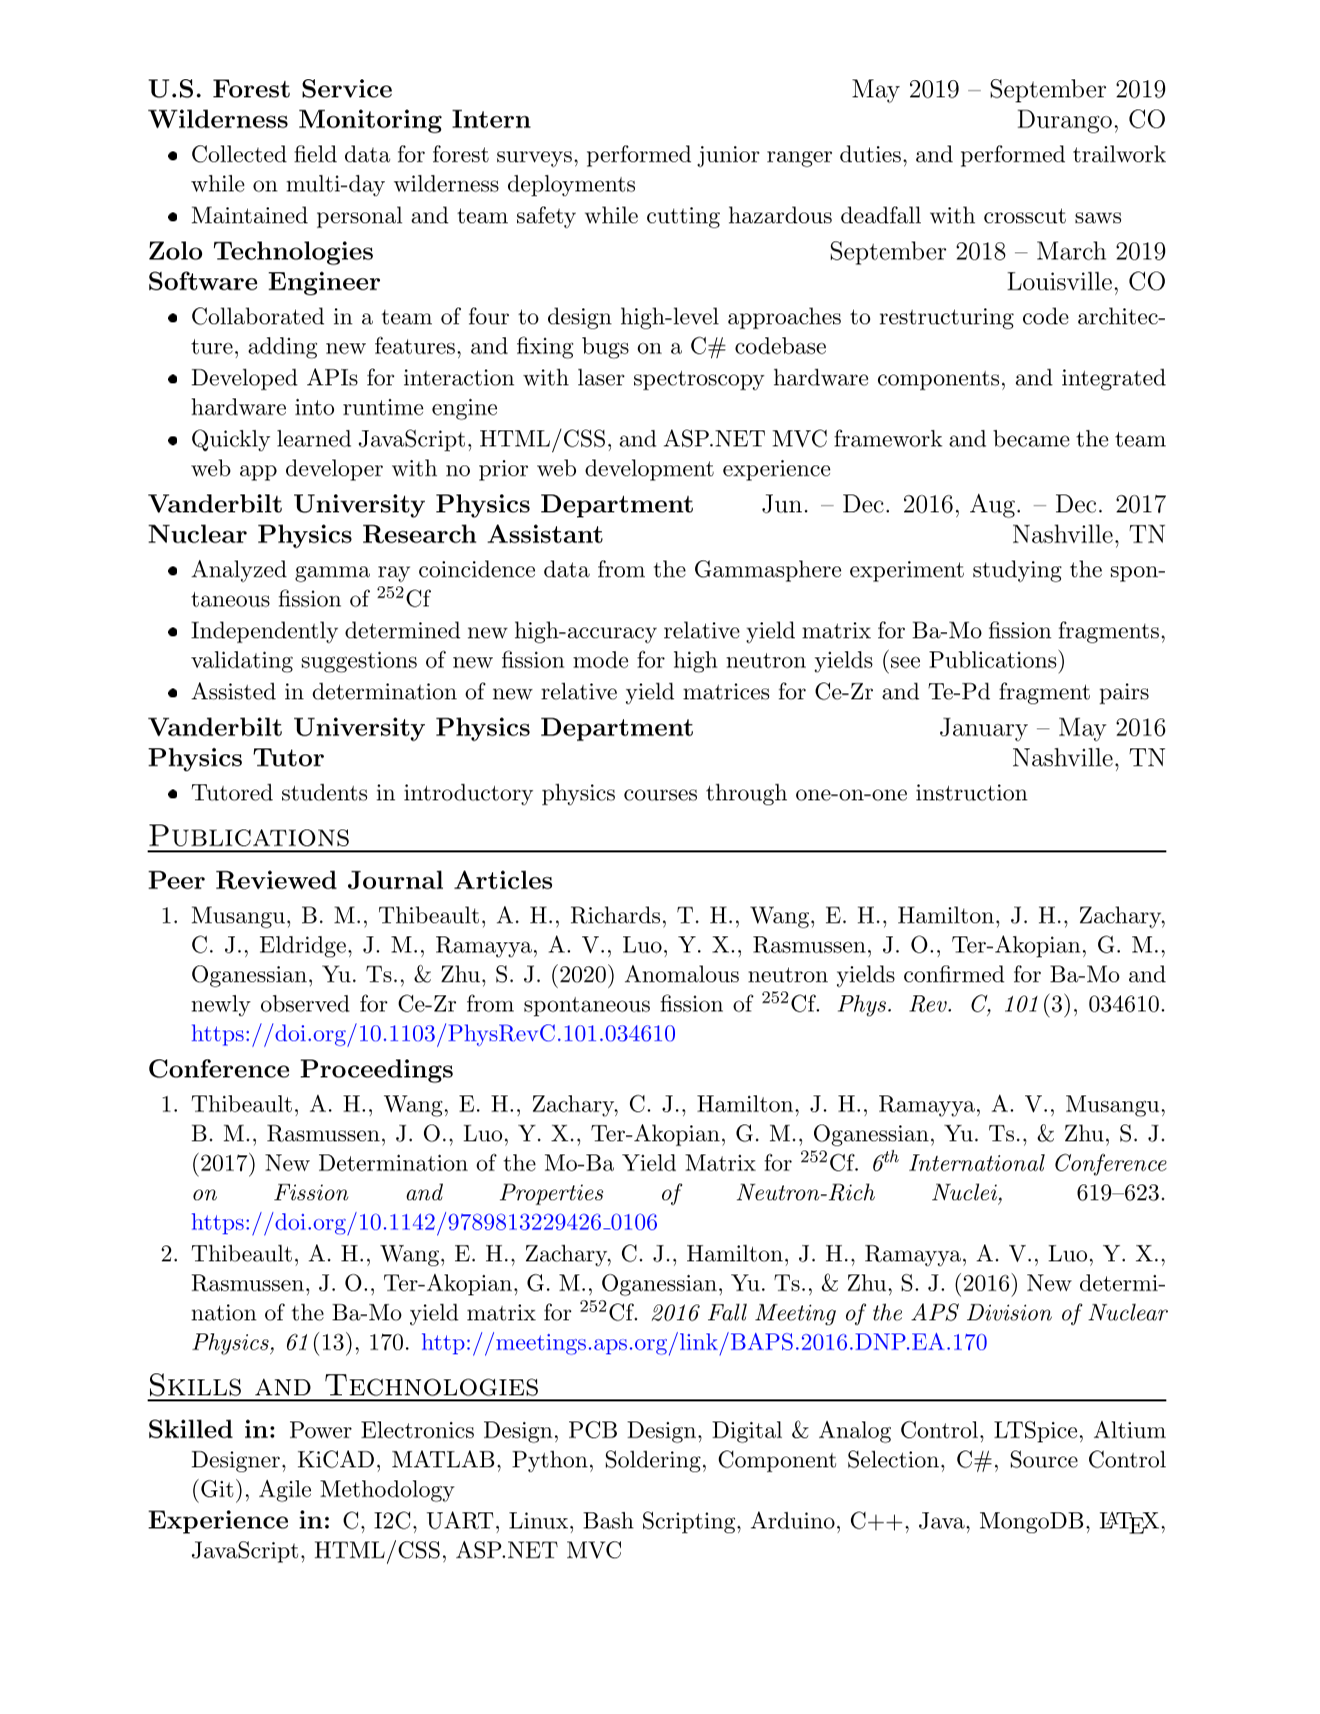 U.S. Forest Service May 2019 – September 2019
Wilderness Monitoring Intern Durango, CO
• Collected field data for forest surveys, performed junior ranger duties, and performed trailwork
while on multi-day wilderness deployments
• Maintained personal and team safety while cutting hazardous deadfall with crosscut saws
Zolo Technologies September 2018 – March 2019
Software Engineer Louisville, CO
• Collaborated in a team of four to design high-level approaches to restructuring code architec-
ture, adding new features, and fixing bugs on a C# codebase
• Developed APIs for interaction with laser spectroscopy hardware components, and integrated
hardware into runtime engine
• Quickly learned JavaScript, HTML/CSS, and ASP.NET MVC framework and became the team
web app developer with no prior web development experience
Vanderbilt University Physics Department Jun. – Dec. 2016, Aug. – Dec. 2017
Nuclear Physics Research Assistant Nashville, TN
• Analyzed gamma ray coincidence data from the Gammasphere experiment studying the spon-
taneous fission of ²⁵²Cf
• Independently determined new high-accuracy relative yield matrix for Ba-Mo fission fragments,
validating suggestions of new fission mode for high neutron yields (see Publications)
• Assisted in determination of new relative yield matrices for Ce-Zr and Te-Pd fragment pairs
Vanderbilt University Physics Department January – May 2016
Physics Tutor Nashville, TN
• Tutored students in introductory physics courses through one-on-one instruction
Publications
Peer Reviewed Journal Articles
1. Musangu, B. M., Thibeault, A. H., Richards, T. H., Wang, E. H., Hamilton, J. H., Zachary,
C. J., Eldridge, J. M., Ramayya, A. V., Luo, Y. X., Rasmussen, J. O., Ter-Akopian, G. M.,
Oganessian, Yu. Ts., & Zhu, S. J. (2020) Anomalous neutron yields confirmed for Ba-Mo and
newly observed for Ce-Zr from spontaneous fission of ²⁵²Cf. Phys. Rev. C, 101(3), 034610.
https://doi.org/10.1103/PhysRevC.101.034610
Conference Proceedings
1. Thibeault, A. H., Wang, E. H., Zachary, C. J., Hamilton, J. H., Ramayya, A. V., Musangu,
B. M., Rasmussen, J. O., Luo, Y. X., Ter-Akopian, G. M., Oganessian, Yu. Ts., & Zhu, S. J.
(2017) New Determination of the Mo-Ba Yield Matrix for ²⁵²Cf. 6ᵗʰ International Conference
on Fission and Properties of Neutron-Rich Nuclei, 619–623.
https://doi.org/10.1142/9789813229426_0106
2. Thibeault, A. H., Wang, E. H., Zachary, C. J., Hamilton, J. H., Ramayya, A. V., Luo, Y. X.,
Rasmussen, J. O., Ter-Akopian, G. M., Oganessian, Yu. Ts., & Zhu, S. J. (2016) New determi-
nation of the Ba-Mo yield matrix for ²⁵²Cf. 2016 Fall Meeting of the APS Division of Nuclear
Physics, 61(13), 170. http://meetings.aps.org/link/BAPS.2016.DNP.EA.170
Skills and Technologies
Skilled in: Power Electronics Design, PCB Design, Digital & Analog Control, LTSpice, Altium
Designer, KiCAD, MATLAB, Python, Soldering, Component Selection, C#, Source Control
(Git), Agile Methodology
Experience in: C, I2C, UART, Linux, Bash Scripting, Arduino, C++, Java, MongoDB, LATEX,
JavaScript, HTML/CSS, ASP.NET MVC